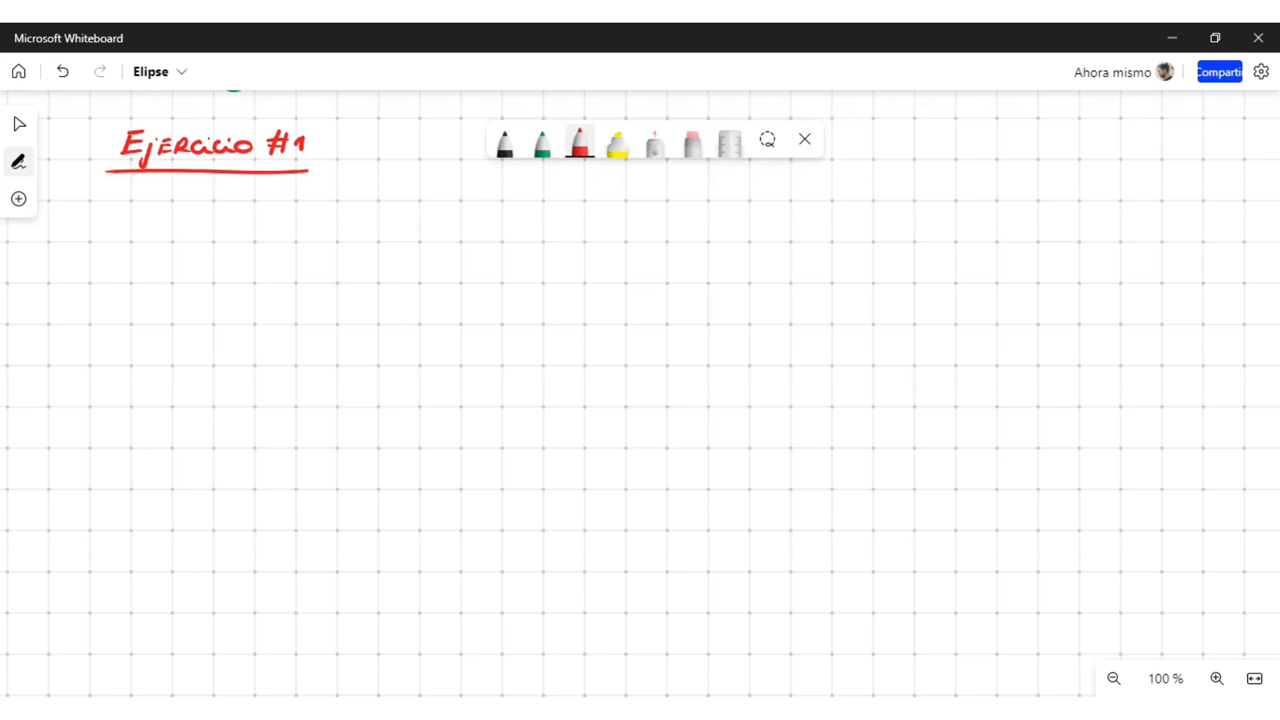 Microsoft Whiteboard
Elipse
Ahora mismo
Comparti
Ejercicio #1
100 %